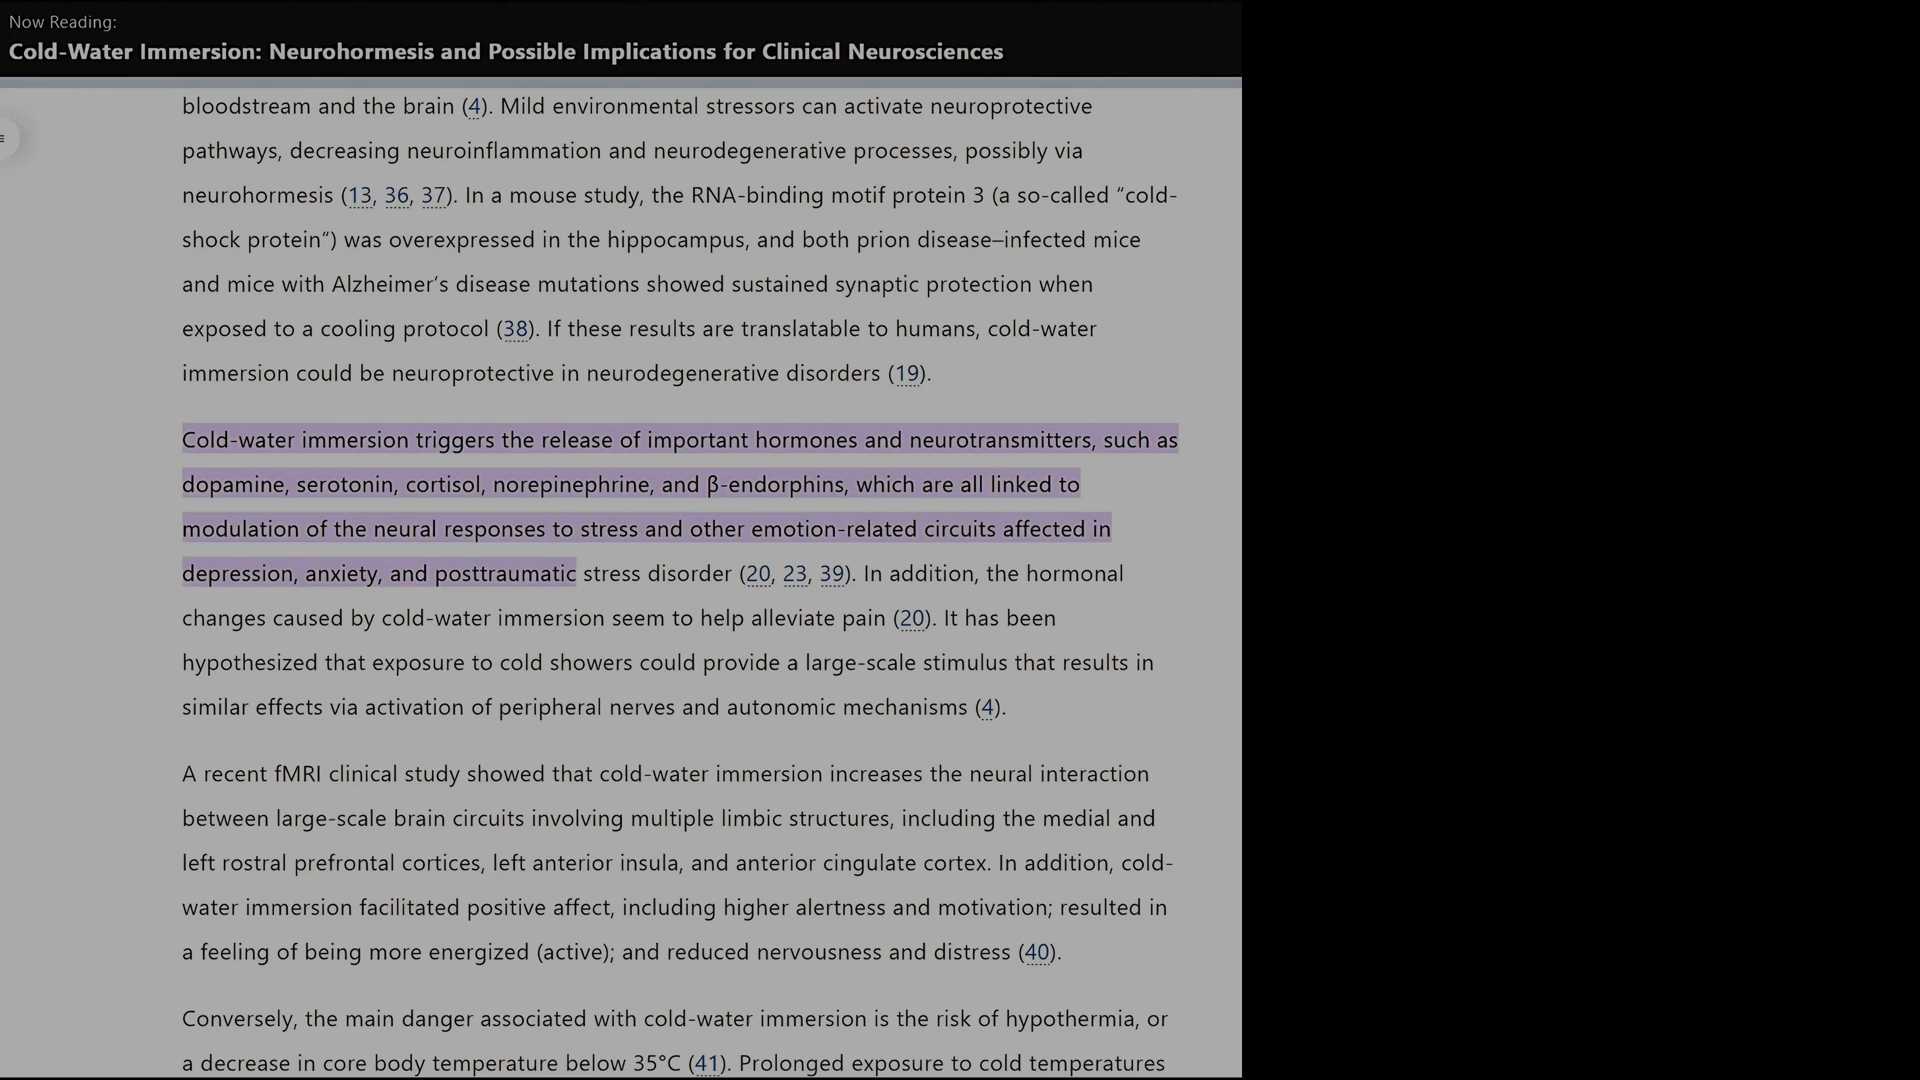 Now Reading:
Cold-Water Immersion: Neurohormesis and Possible Implications for Clinical Neurosciences
bloodstream and the brain (4). Mild environmental stressors can activate neuroprotective
pathways, decreasing neuroinflammation and neurodegenerative processes, possibly via
neurohormesis (13, 36, 37). In a mouse study, the RNA-binding motif protein 3 (a so-called “cold-
shock protein”) was overexpressed in the hippocampus, and both prion disease–infected mice
and mice with Alzheimer’s disease mutations showed sustained synaptic protection when
exposed to a cooling protocol (38). If these results are translatable to humans, cold-water
immersion could be neuroprotective in neurodegenerative disorders (19).
Cold-water immersion triggers the release of important hormones and neurotransmitters, such as
dopamine, serotonin, cortisol, norepinephrine, and β-endorphins, which are all linked to
modulation of the neural responses to stress and other emotion-related circuits affected in
depression, anxiety, and posttraumatic stress disorder (20, 23, 39). In addition, the hormonal
changes caused by cold-water immersion seem to help alleviate pain (20). It has been
hypothesized that exposure to cold showers could provide a large-scale stimulus that results in
similar effects via activation of peripheral nerves and autonomic mechanisms (4).
A recent fMRI clinical study showed that cold-water immersion increases the neural interaction
between large-scale brain circuits involving multiple limbic structures, including the medial and
left rostral prefrontal cortices, left anterior insula, and anterior cingulate cortex. In addition, cold-
water immersion facilitated positive affect, including higher alertness and motivation; resulted in
a feeling of being more energized (active); and reduced nervousness and distress (40).
Conversely, the main danger associated with cold-water immersion is the risk of hypothermia, or
a decrease in core body temperature below 35°C (41). Prolonged exposure to cold temperatures